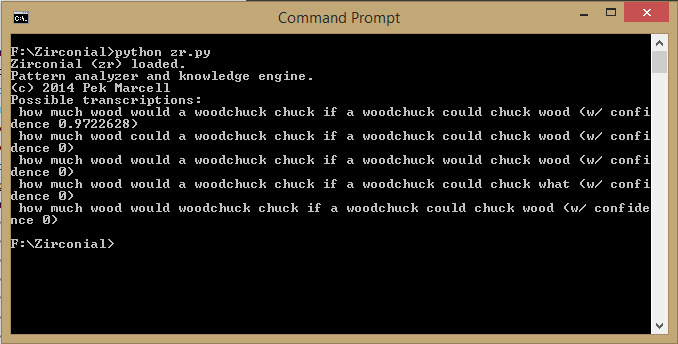 Command Prompt
F:\Zirconial>python zr.py
Zirconial (zr) loaded.
Pattern analyzer and knowledge engine.
(c) 2014 Pek Marcell
Possible transcriptions:
 how much wood would a woodchuck chuck if a woodchuck could chuck wood (w/ confi
dence 0.9722628)
 how much wood could a woodchuck chuck if a woodchuck could chuck wood (w/ confi
dence 0)
 how much wood would a woodchuck chuck if a woodchuck would chuck wood (w/ confi
dence 0)
 how much wood would a woodchuck chuck if a woodchuck could chuck what (w/ confi
dence 0)
 how much wood would woodchuck chuck if a woodchuck could chuck wood (w/ confide
nce 0)
F:\Zirconial>